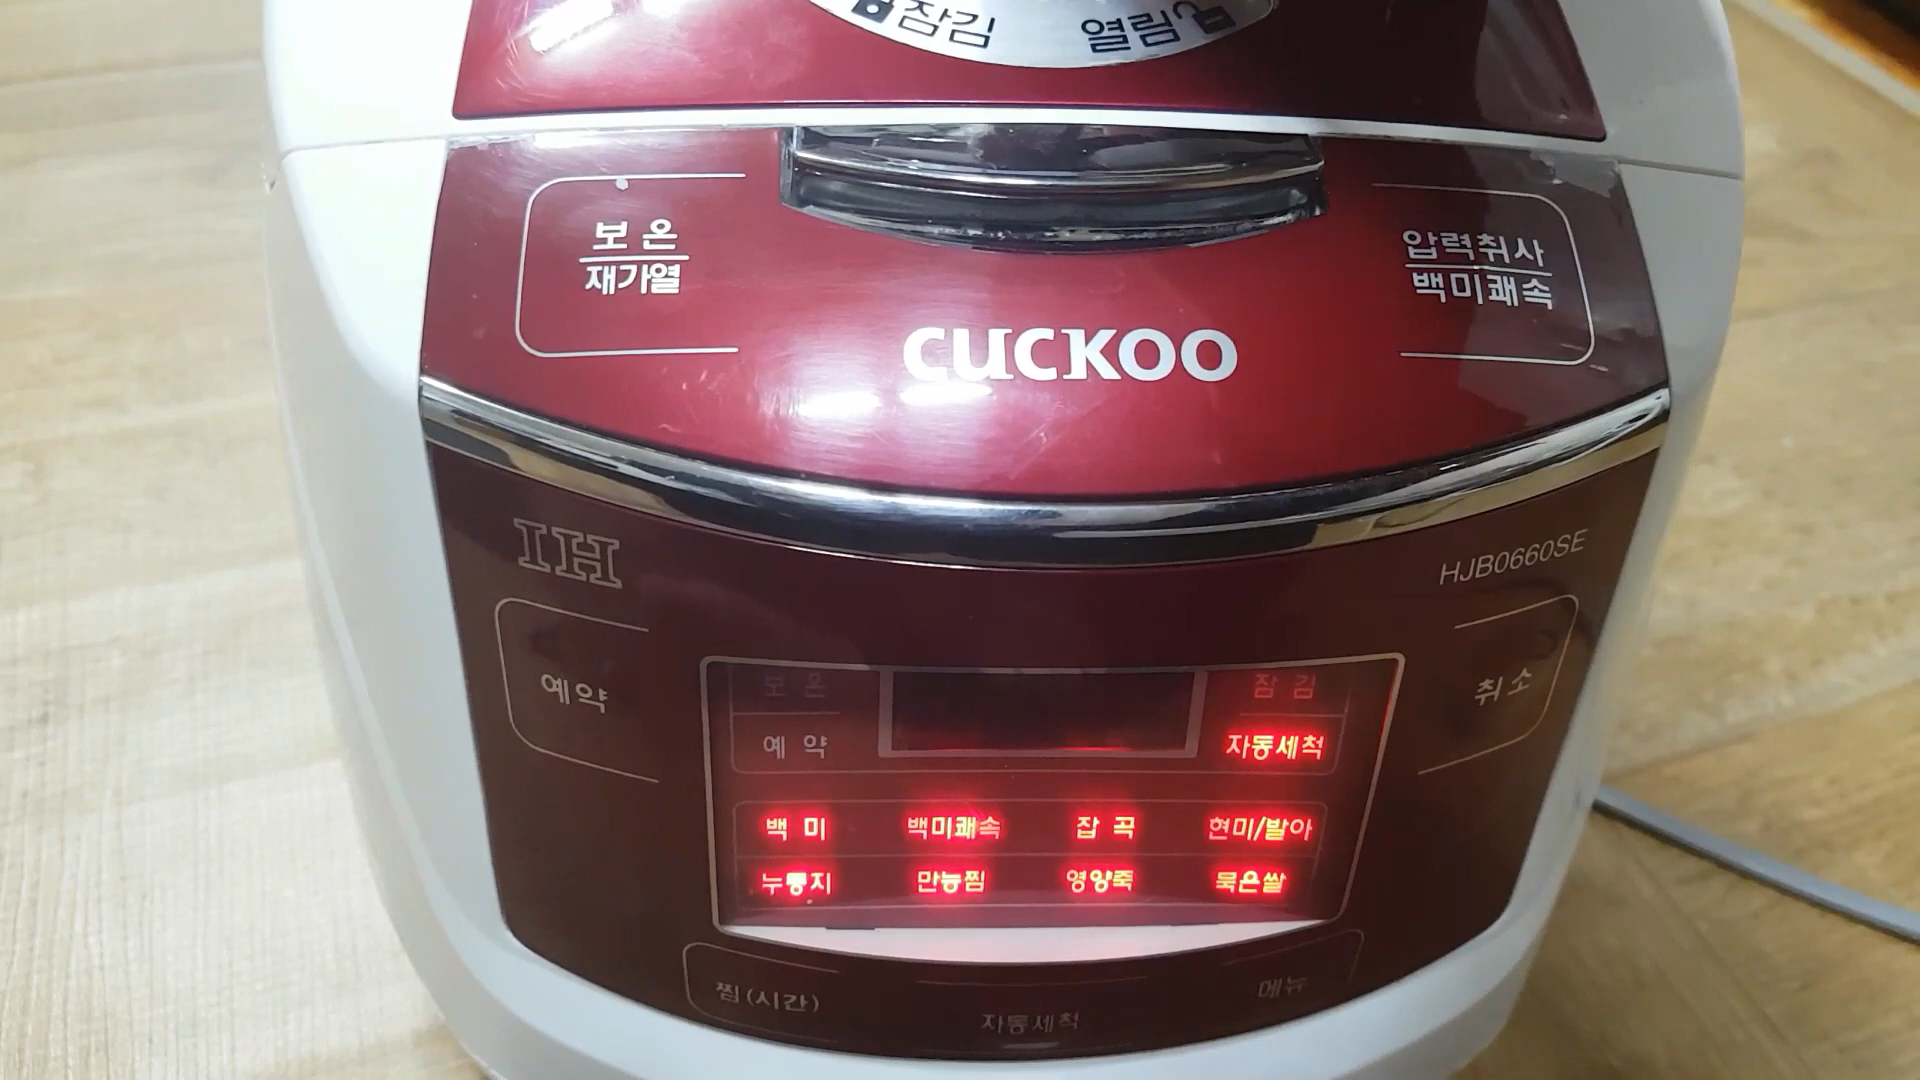 잠김 열림
보온
재가열
압력취사
백미쾌속
CUCKOO
IH
HJB0660SE
예약
취소
보온
잠김
예약
자동세척
백미 백미쾌속 잡곡 현미/발아
누룽지 만능찜 영양죽 묵은쌀
찜(시간)
자동세척
메뉴